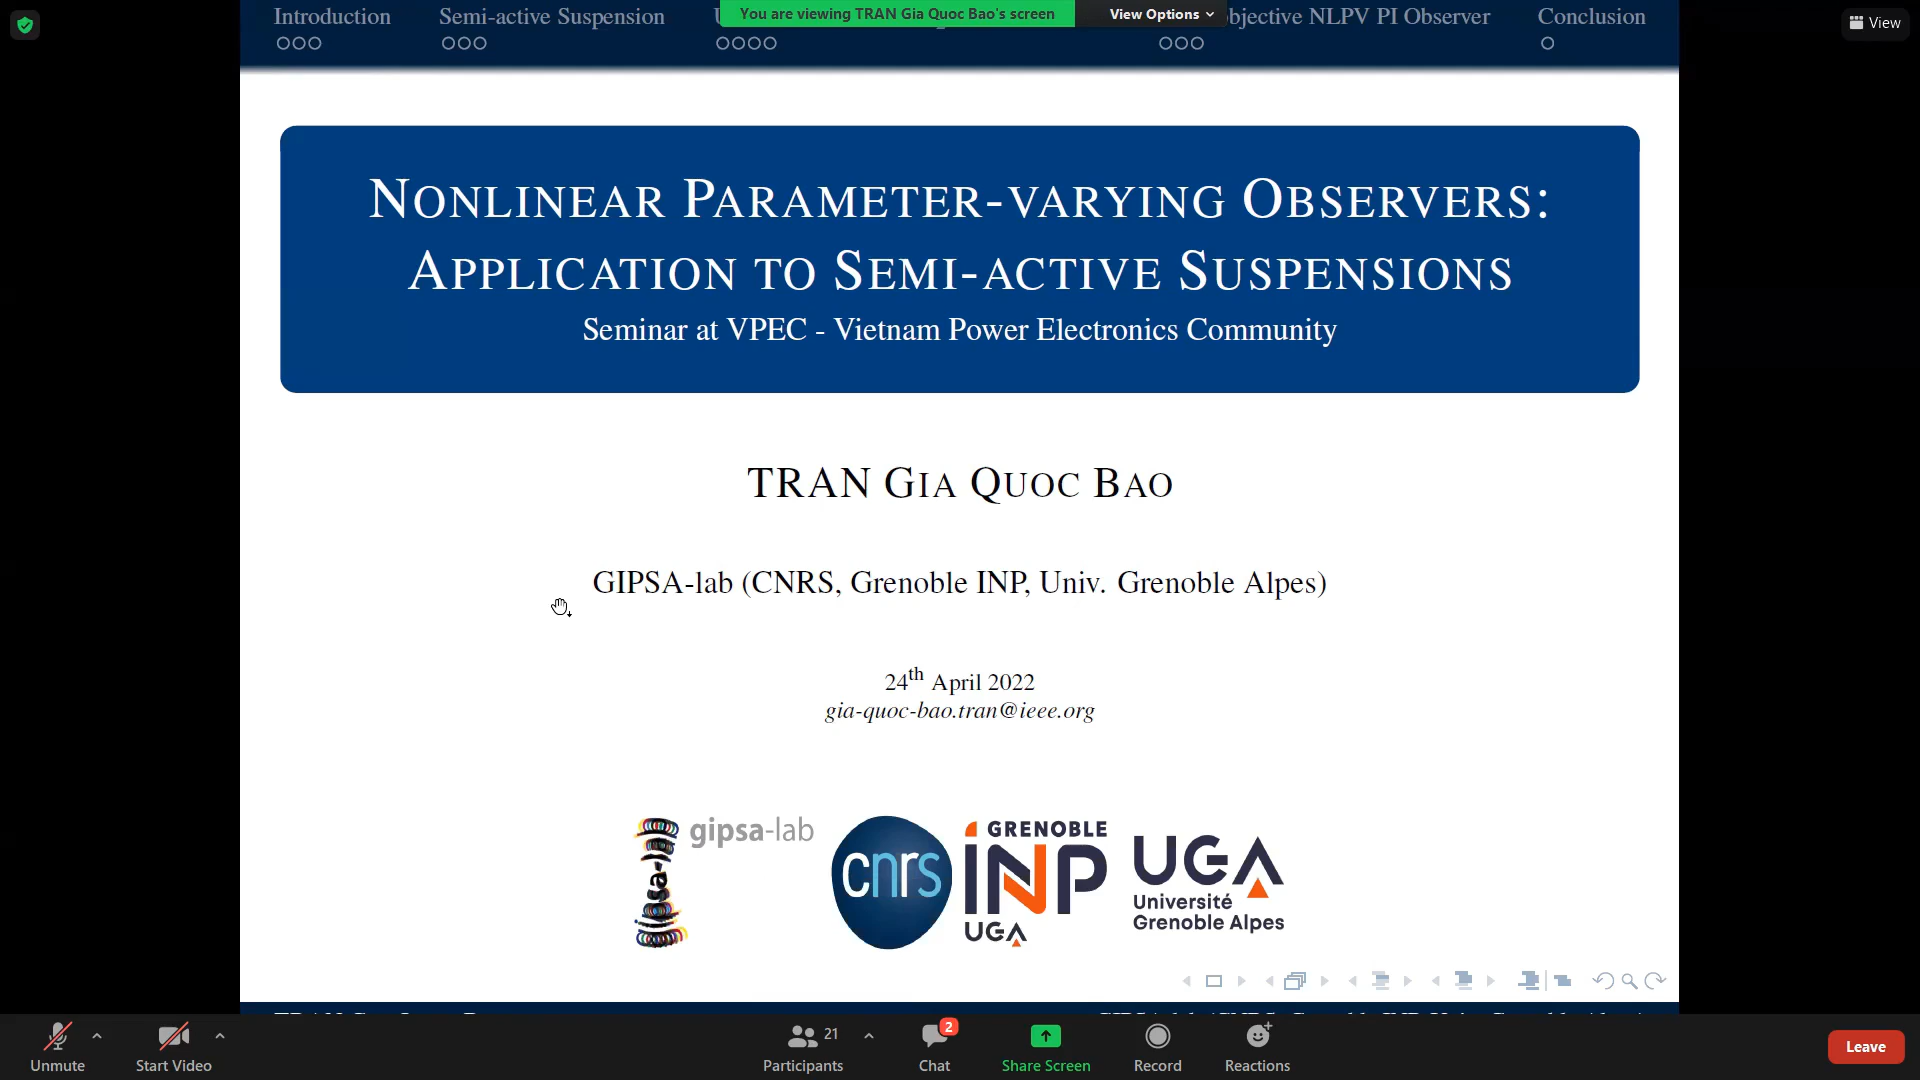 Introduction
Semi-active Suspension
You are viewing TRAN Gia Quoc Bao's screen
View Options
bjective NLPV PI Observer
Conclusion
View
NONLINEAR PARAMETER-VARYING OBSERVERS:
APPLICATION TO SEMI-ACTIVE SUSPENSIONS
Seminar at VPEC - Vietnam Power Electronics Community
TRAN GIA QUOC BAO
GIPSA-lab (CNRS, Grenoble INP, Univ. Grenoble Alpes)
24th April 2022
gia-quoc-bao.tran@ieee.org
gipsa-lab
cnrs
GRENOBLE
INP
UGA
UGA
Université
Grenoble Alpes
Unmute
Start Video
21
Participants
2
Chat
Share Screen
Record
Reactions
Leave